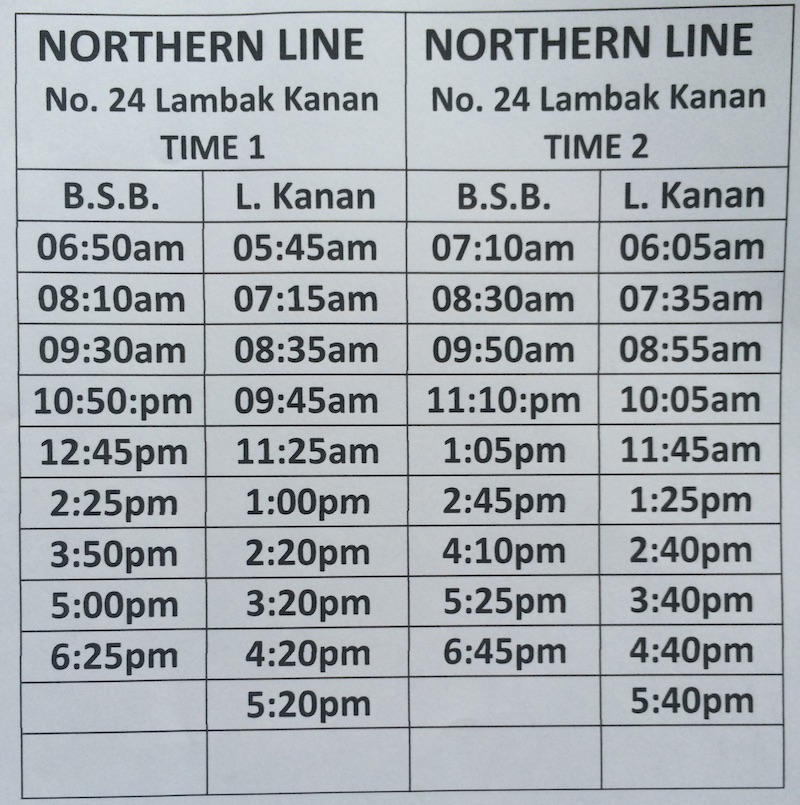 NORTHERN LINE NORTHERN LINE
No. 24 Lambak Kanan No. 24 Lambak Kanan
TIME 1 TIME 2
B.S.B. L. Kanan B.S.B. L. Kanan
06:50am 05:45am 07:10am 06:05am
08:10am 07:15am 08:30am 07:35am
09:30am 08:35am 09:50am 08:55am
10:50:pm 09:45am 11:10:pm 10:05am
12:45pm 11:25am 1:05pm 11:45am
2:25pm 1:00pm 2:45pm 1:25pm
3:50pm 2:20pm 4:10pm 2:40pm
5:00pm 3:20pm 5:25pm 3:40pm
6:25pm 4:20pm 6:45pm 4:40pm
5:20pm 5:40pm